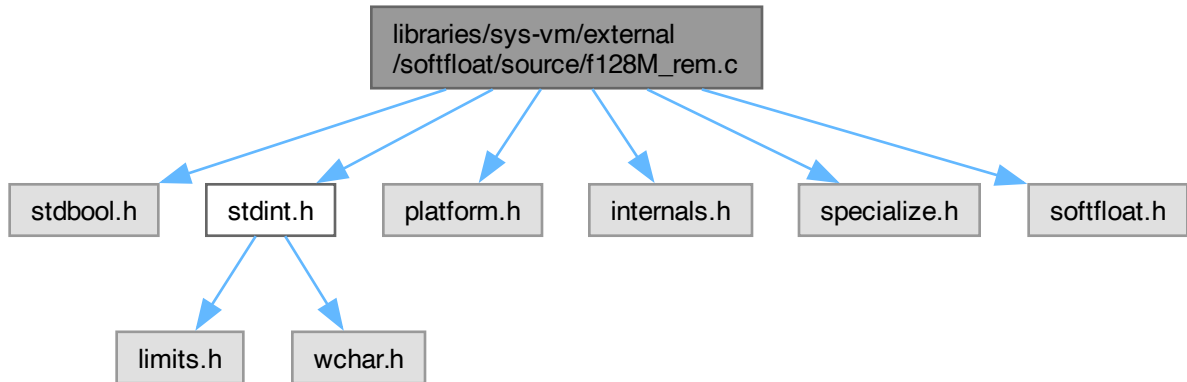 libraries/sys-vm/external
/softfloat/source/f128M_rem.c
stdbool.h
stdint.h
platform.h
internals.h
specialize.h
softfloat.h
limits.h
wchar.h